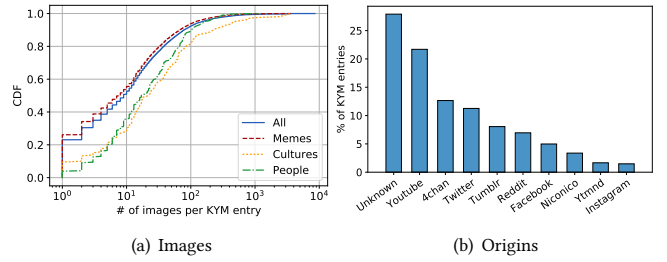 1.0
0.8
0.6
0.4
0.2
0.0
CDF
10^0 10^1 10^2 10^3 10^4
# of images per KYM entry
All
Memes
Cultures
People
(a) Images
30
25
20
15
10
5
0
% of KYM entries
Unknown
Youtube
4chan
Twitter
Tumblr
Reddit
Facebook
Niconico
Ytmnd
Instagram
(b) Origins